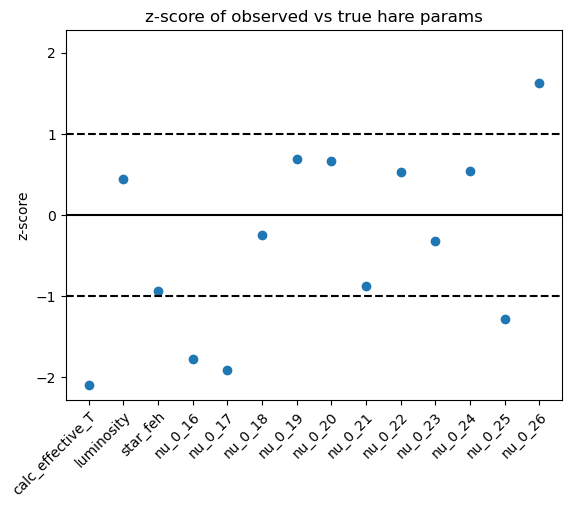 z-score of observed vs true hare params
2
1
0
−1
−2
z-score
calc_effective_T
luminosity
star_feh
nu_0_16
nu_0_17
nu_0_18
nu_0_19
nu_0_20
nu_0_21
nu_0_22
nu_0_23
nu_0_24
nu_0_25
nu_0_26